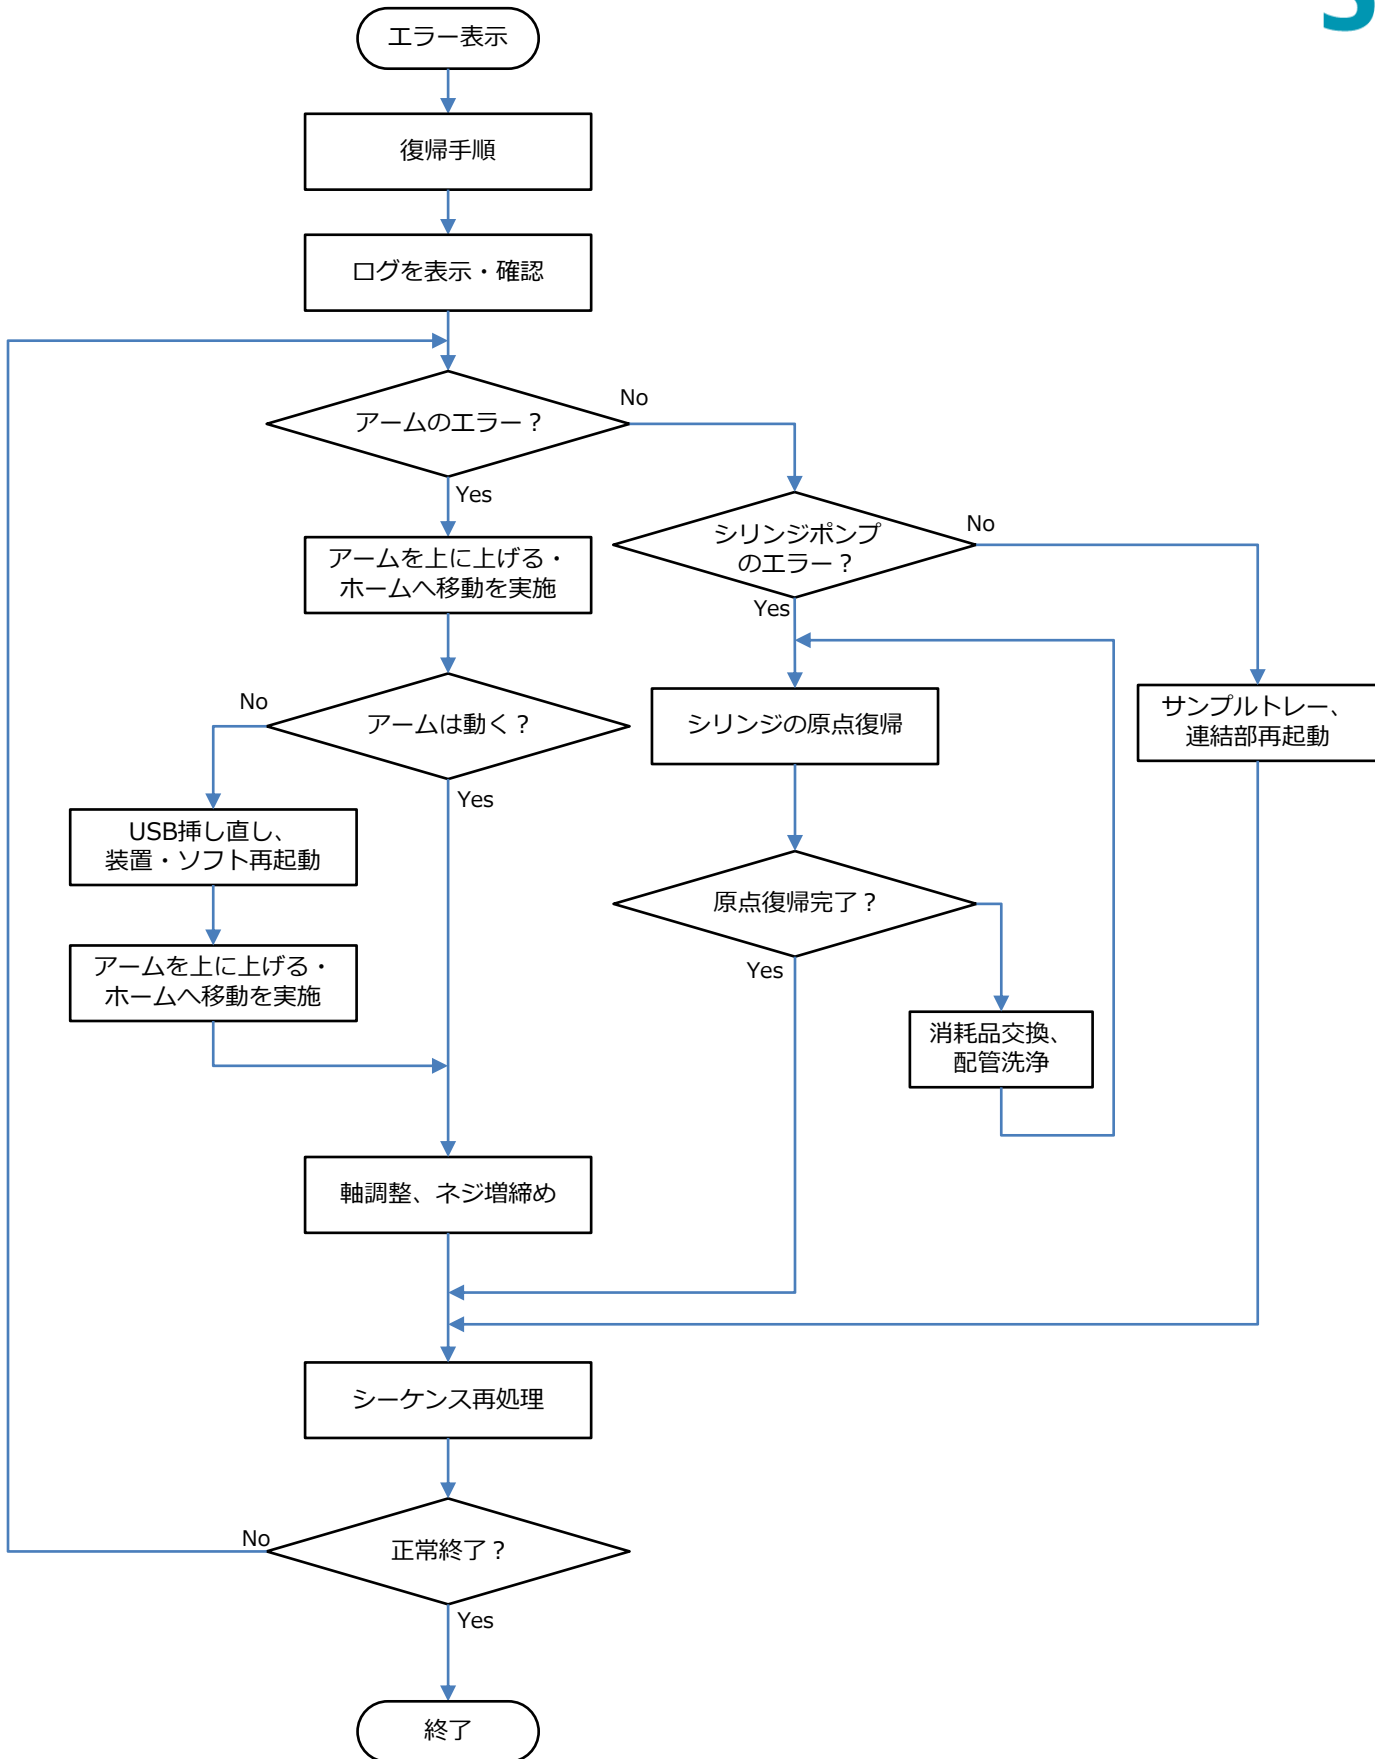 エラー表示
復帰手順
ログを表示・確認
アームのエラー？
No
Yes
シリンジポンプ
のエラー？
No
Yes
アームを上に上げる・
ホームへ移動を実施
アームは動く？
No
Yes
シリンジの原点復帰
サンプルトレー、
連結部再起動
USB挿し直し、
装置・ソフト再起動
原点復帰完了？
Yes
アームを上に上げる・
ホームへ移動を実施
消耗品交換、
配管洗浄
軸調整、ネジ増締め
シーケンス再処理
正常終了？
No
Yes
終了